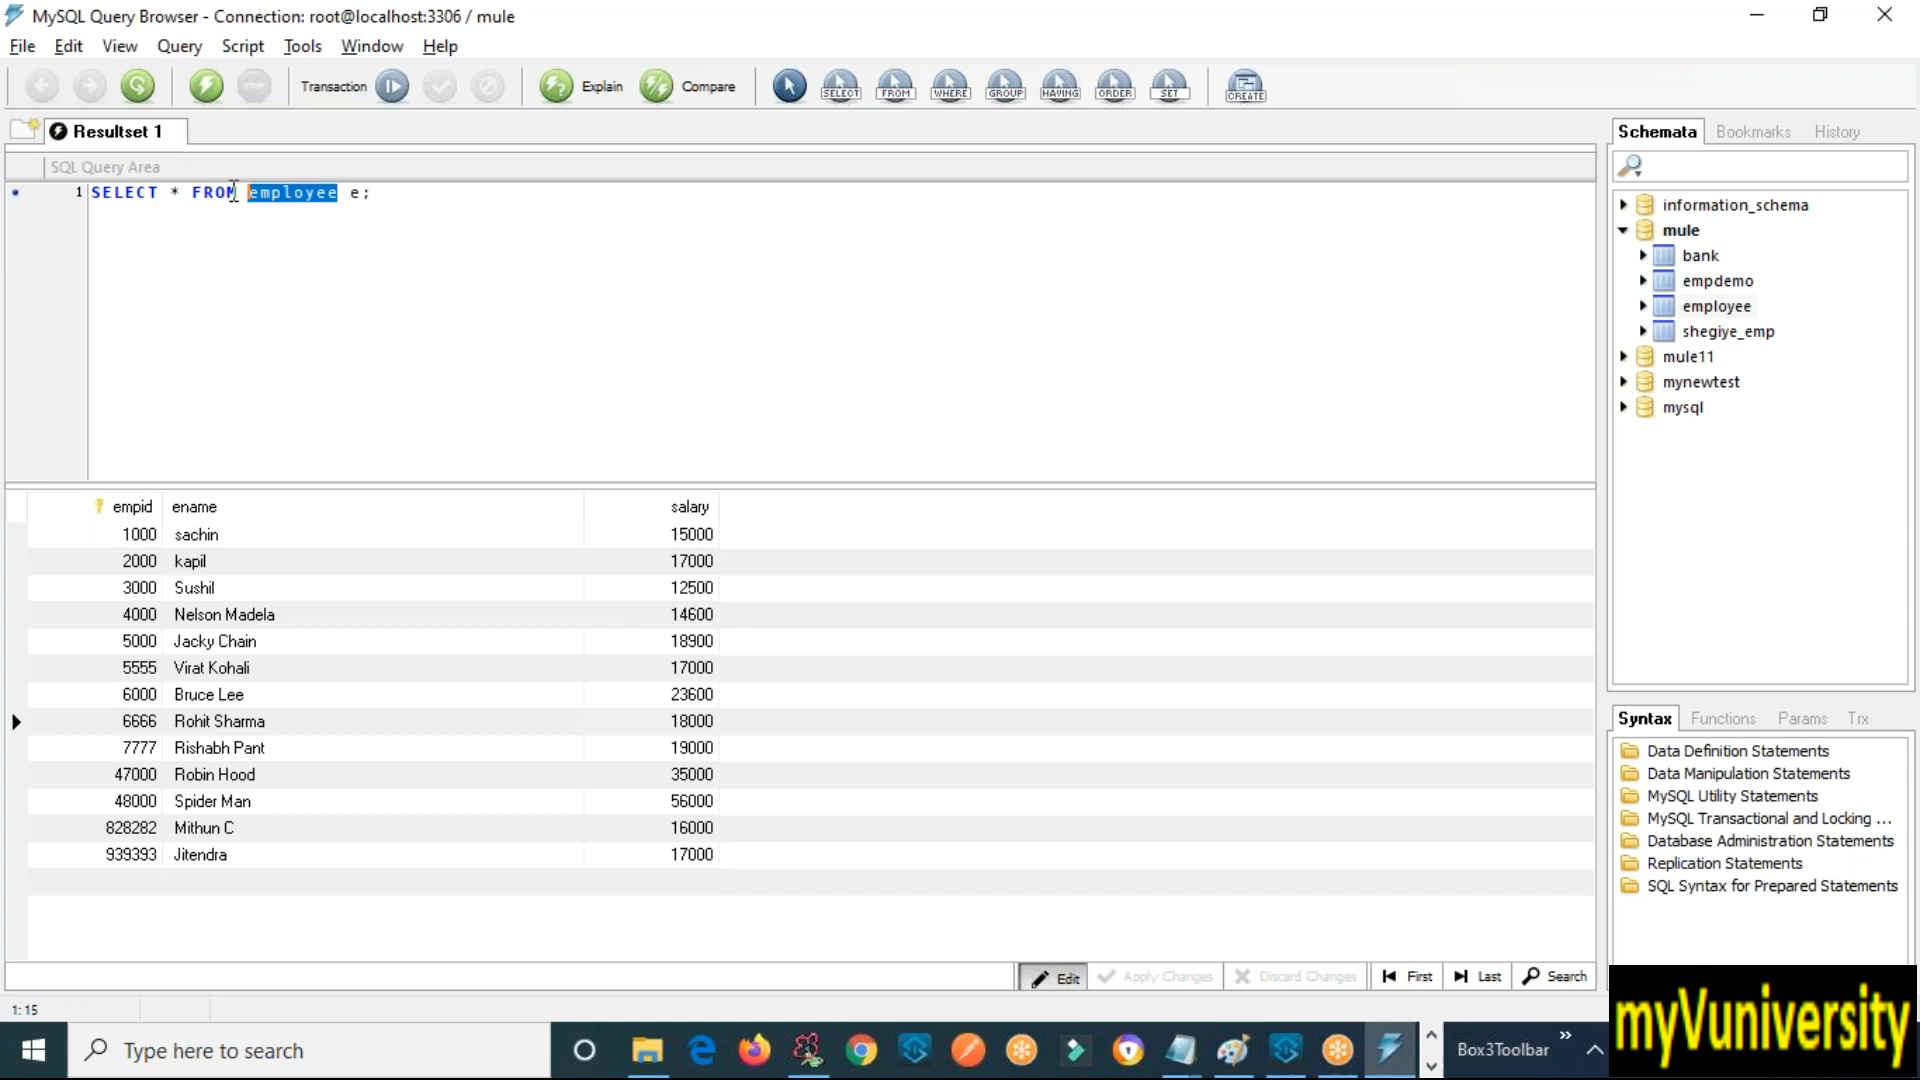 MySQL Query Browser - Connection: root@localhost:3306 / mule
File Edit View Query Script Tools Window Help
STOP Transaction Explain Compare SELECT FROM WHERE GROUP HAVING ORDER SET CREATE
Resultset 1
SQL Query Area
1 SELECT * FROM employee e;
empid ename salary
1000 sachin 15000
2000 kapil 17000
3000 Sushil 12500
4000 Nelson Madela 14600
5000 Jacky Chain 18900
5555 Virat Kohali 17000
6000 Bruce Lee 23600
6666 Rohit Sharma 18000
7777 Rishabh Pant 19000
47000 Robin Hood 35000
48000 Spider Man 56000
828282 Mithun C 16000
939393 Jitendra 17000
Edit Apply Changes Discard Changes First Last Search
1:15
Schemata Bookmarks History
information_schema
mule
bank
empdemo
employee
shegiye_emp
mule11
mynewtest
mysql
Syntax Functions Params Trx
Data Definition Statements
Data Manipulation Statements
MySQL Utility Statements
MySQL Transactional and Locking ...
Database Administration Statements
Replication Statements
SQL Syntax for Prepared Statements
Type here to search
Box3Toolbar
myVuniversity